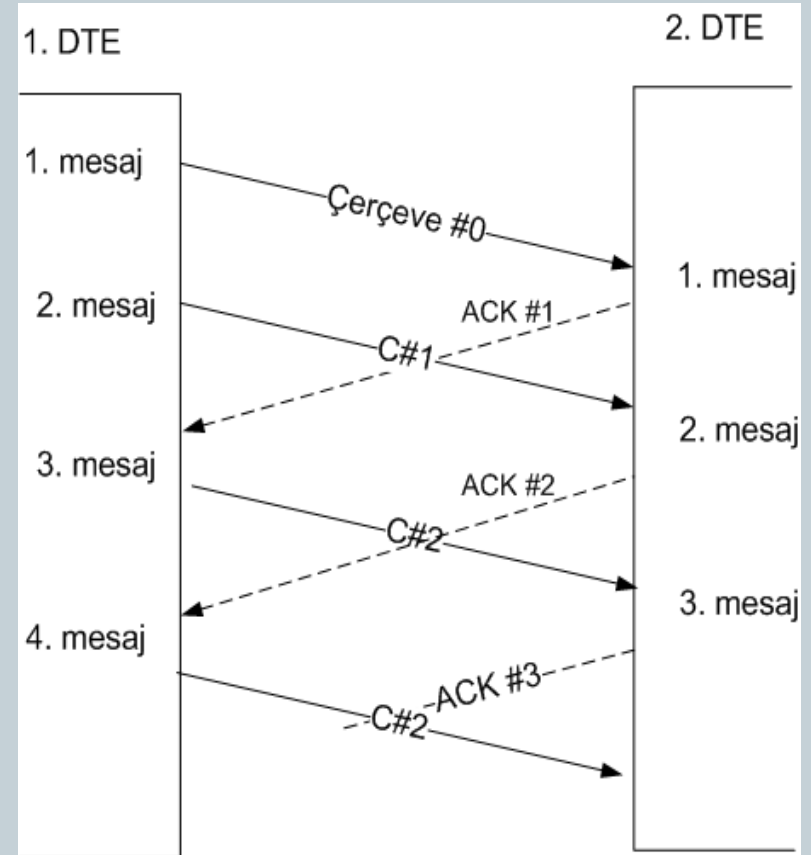 1. DTE
2. DTE
1. mesaj
Çerçeve #0
1. mesaj
2. mesaj
ACK #1
C#1
2. mesaj
3. mesaj
ACK #2
C#2
3. mesaj
4. mesaj
ACK #3
C#2